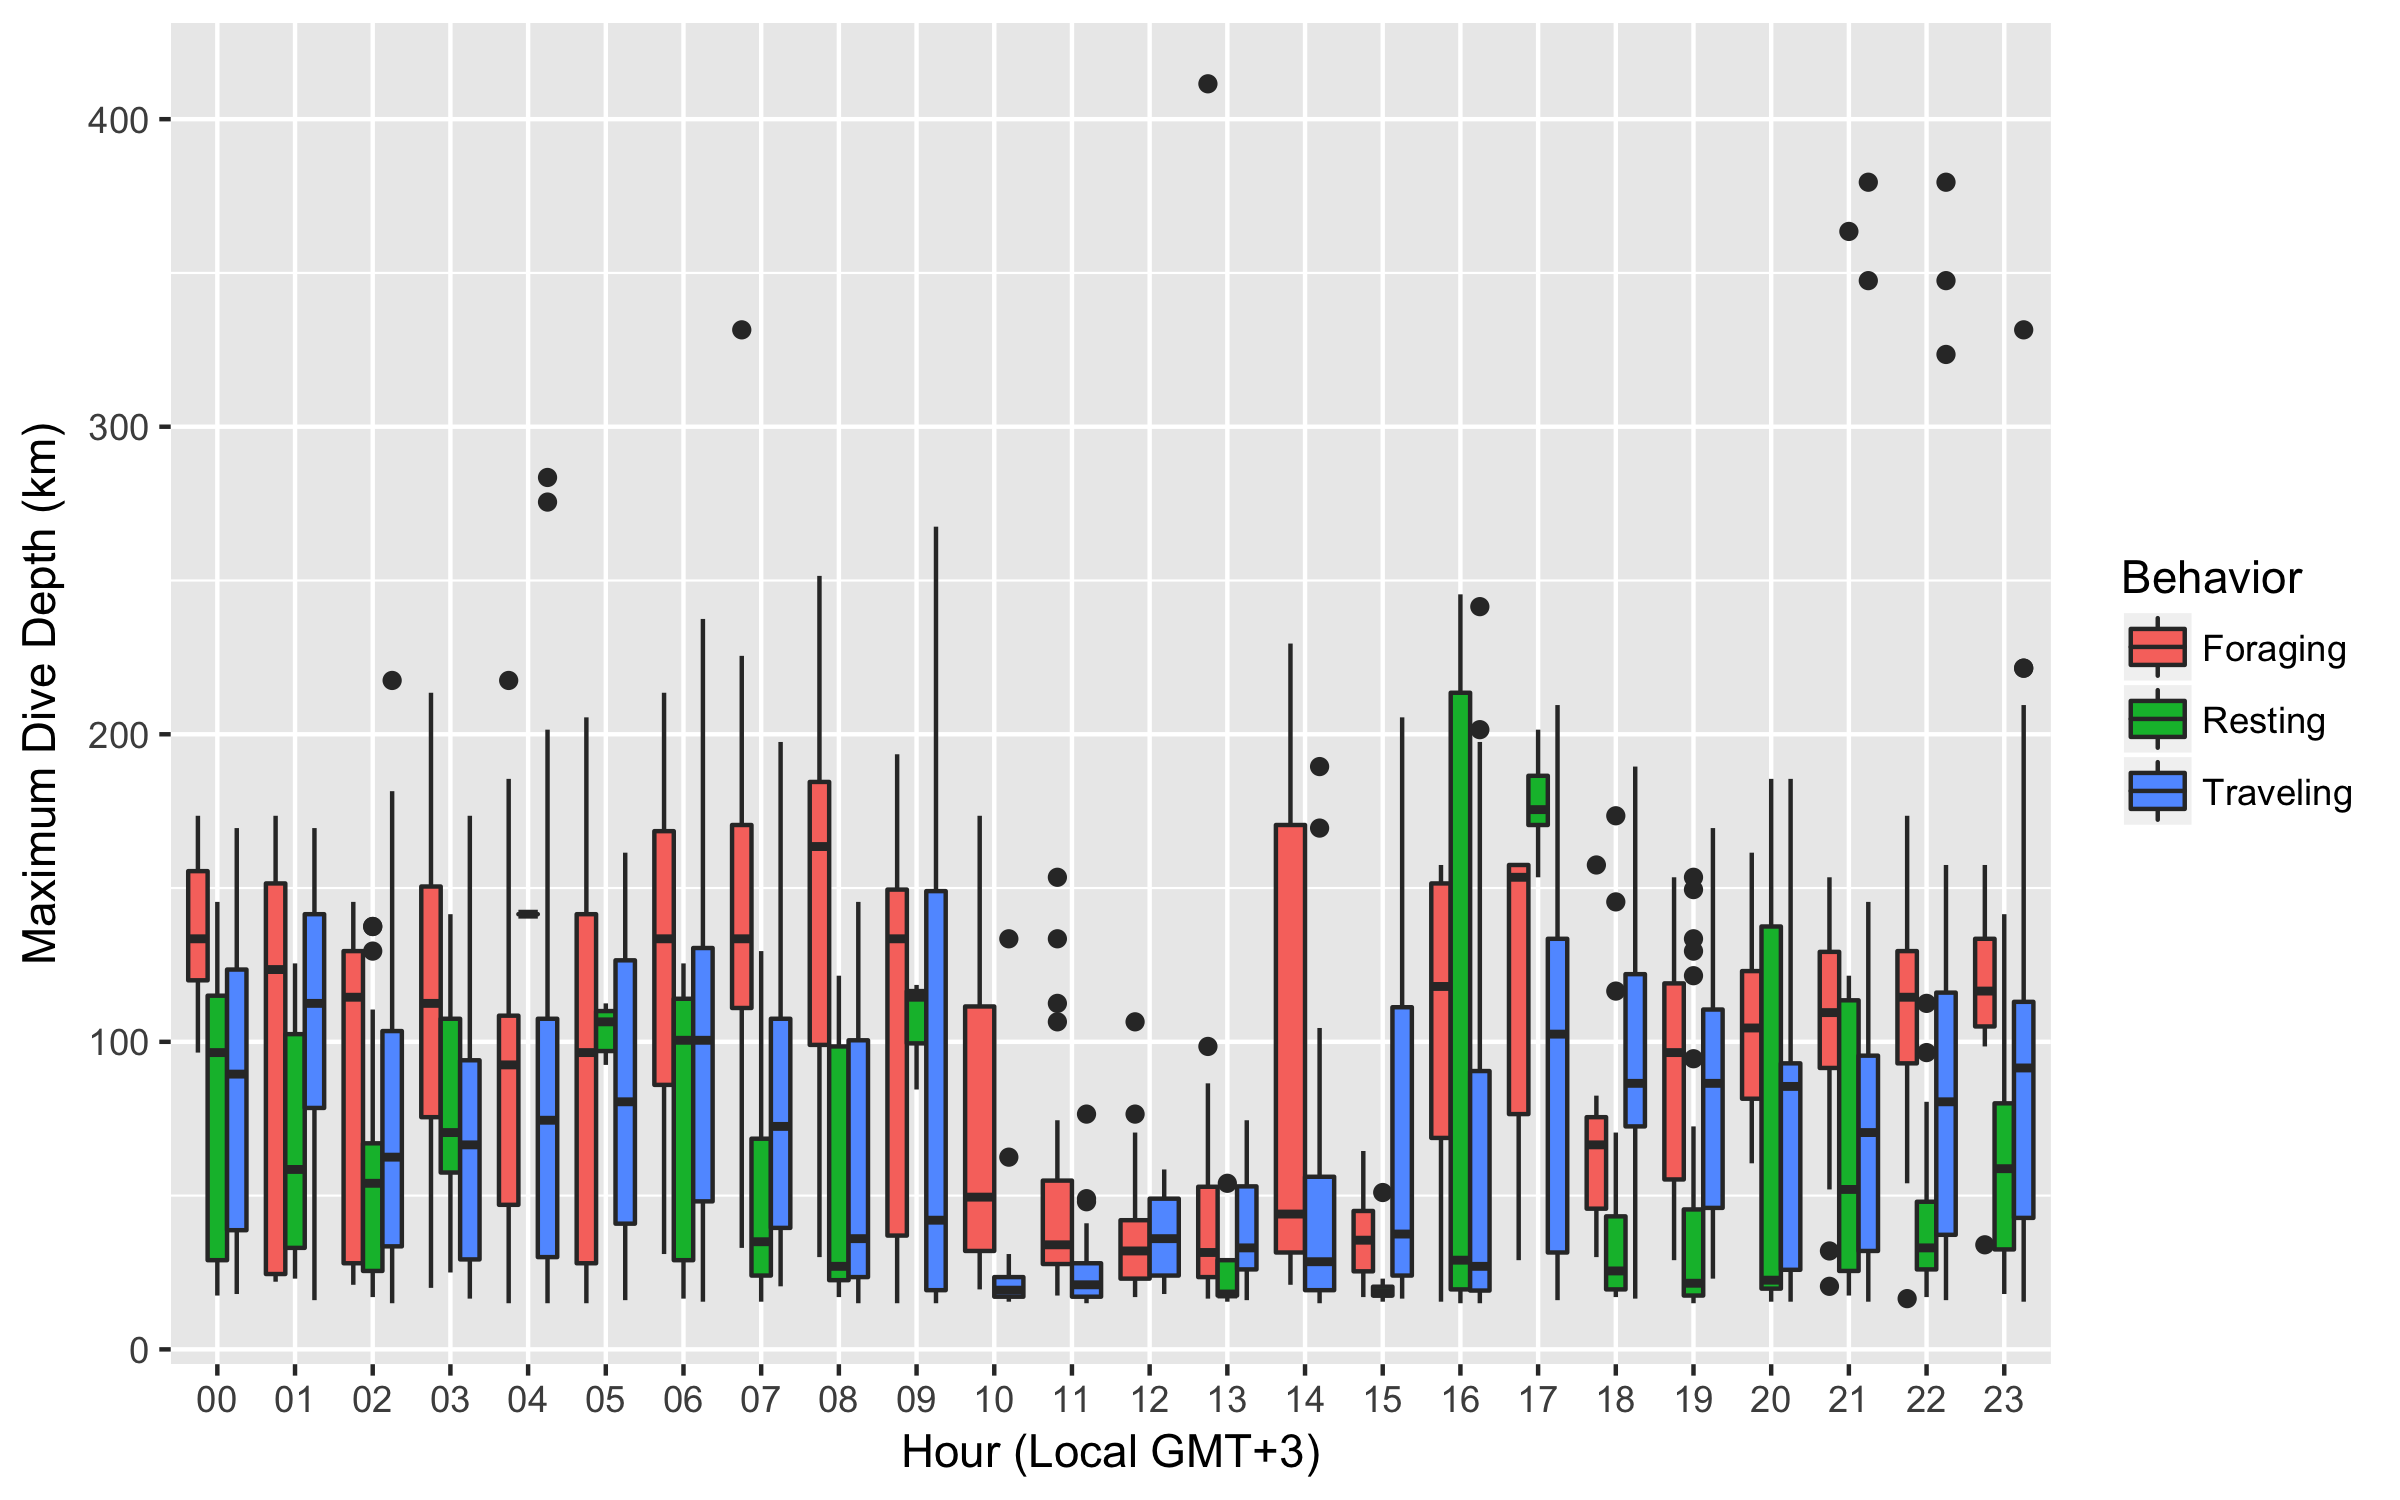 Maximum Dive Depth (km)
400
300
200
100
0
00 01 02 03 04 05 06 07 08 09 10 11 12 13 14 15 16 17 18 19 20 21 22 23
Hour (Local GMT+3)
Behavior
Foraging
Resting
Traveling